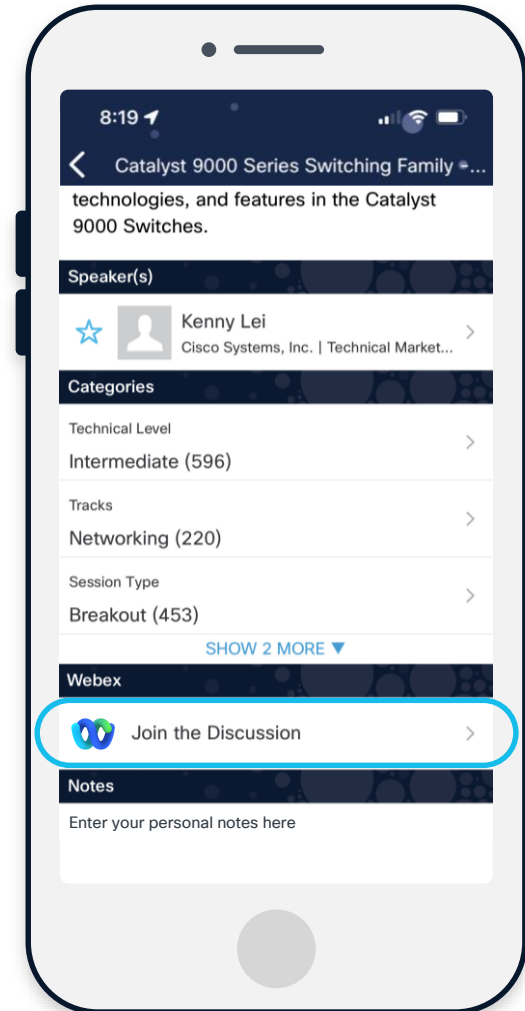 8:19
Catalyst 9000 Series Switching Family -...
technologies, and features in the Catalyst
9000 Switches.
Speaker(s)
Kenny Lei
Cisco Systems, Inc. | Technical Market...
Categories
Technical Level
Intermediate (596)
Tracks
Networking (220)
Session Type
Breakout (453)
SHOW 2 MORE ▼
Webex
Join the Discussion
Notes
Enter your personal notes here